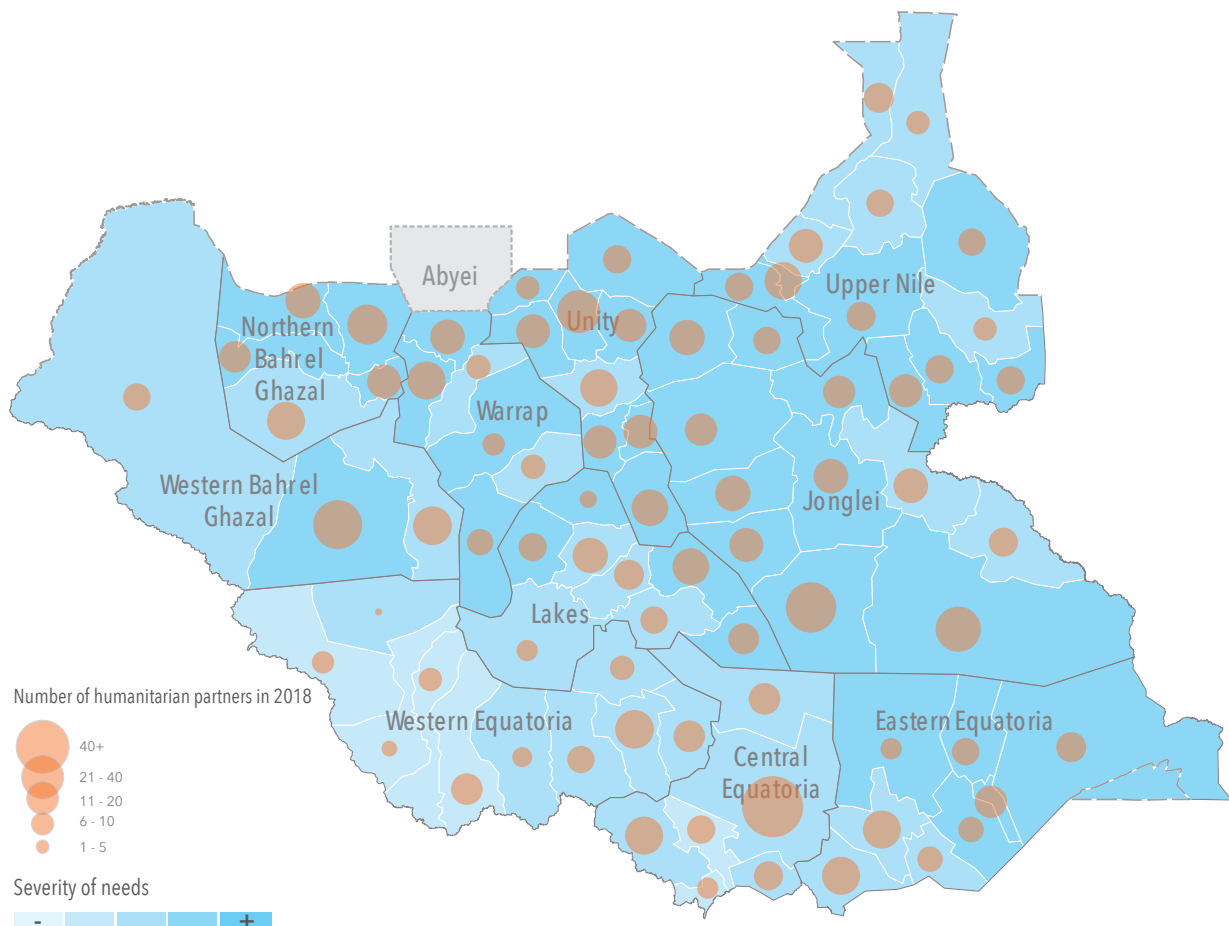 Abyei
Upper Nile
Unity
Northern
Bahrel
Ghazal
Warrap
Western Bahrel
Ghazal
Jonglei
Lakes
Number of humanitarian partners in 2018
40+
21 - 40
11 - 20
6 - 10
1 - 5
Western Equatoria
Eastern Equatoria
Central
Equatoria
Severity of needs
-
+